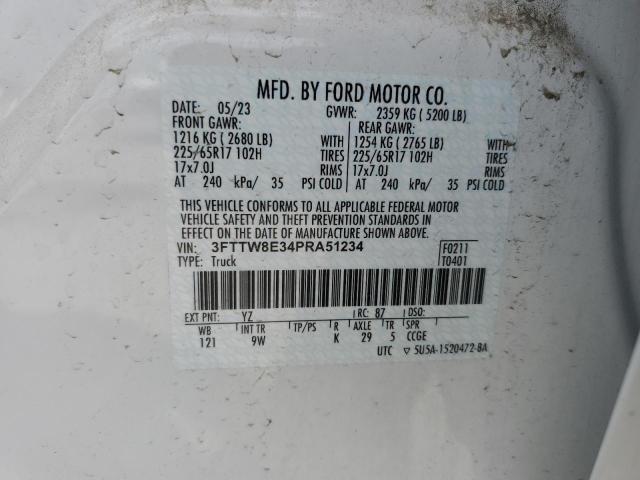 MFD. BY FORD MOTOR CO.
DATE: 05/23 GVWR: 2359 KG ( 5200 LB)
FRONT GAWR: REAR GAWR:
1216 KG ( 2680 LB) WITH 1254 KG ( 2765 LB) WITH
225/65R17 102H TIRES 225/65R17 102H TIRES
17x7.0J RIMS 17x7.0J RIMS
AT 240 kPa/ 35 PSI COLD AT 240 kPa/ 35 PSI COLD
THIS VEHICLE CONFORMS TO ALL APPLICABLE FEDERAL MOTOR
VEHICLE SAFETY AND THEFT PREVENTION STANDARDS IN
EFFECT ON THE DATE OF MANUFACTURE SHOWN ABOVE.
VIN: 3FTTW8E34PRA51234 F0211
TYPE: Truck T0401
EXT PNT: YZ RC: 87 DSO:
WB INT TR TP/PS R AXLE TR SPR
121 9W K 29 5 CCGE
UTC ▽ 5U5A-1520472-BA